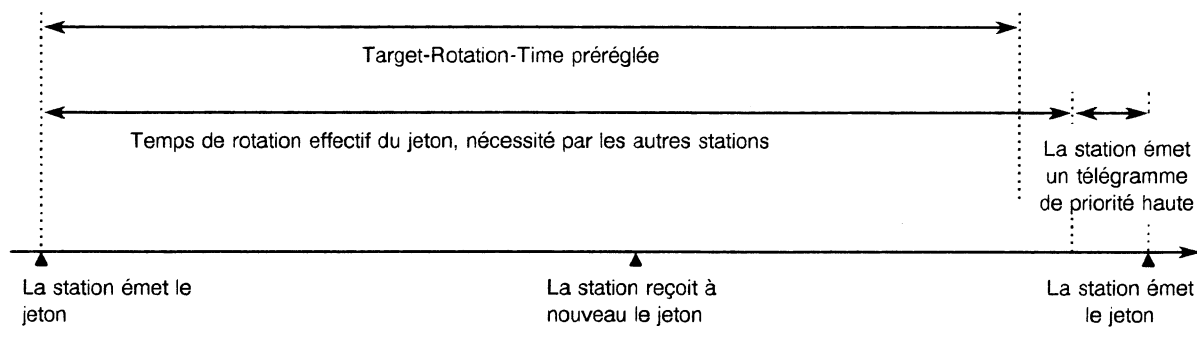 Target-Rotation-Time préréglée
Temps de rotation effectif du jeton, nécessité par les autres stations
La station émet
un télégramme
de priorité haute
La station émet le
jeton
La station reçoit à
nouveau le jeton
La station émet
le jeton